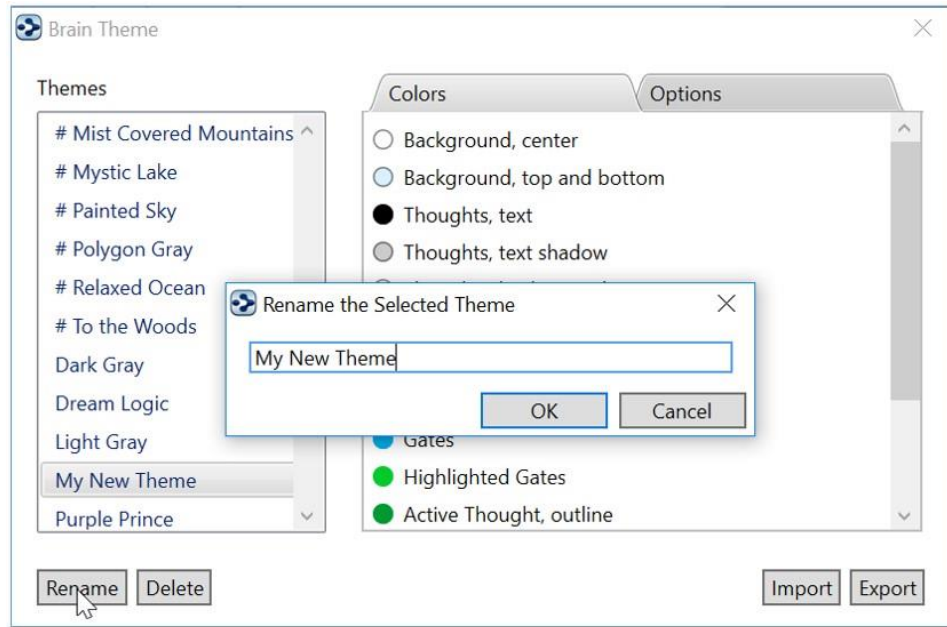 Brain Theme
Themes
# Mist Covered Mountains
# Mystic Lake
# Painted Sky
# Polygon Gray
# Relaxed Ocean
# To the Woods
Dark Gray
Dream Logic
Light Gray
My New Theme
Purple Prince
Colors
Options
Background, center
Background, top and bottom
Thoughts, text
Thoughts, text shadow
Gates
Highlighted Gates
Active Thought, outline
Rename the Selected Theme
My New Theme
OK
Cancel
Rename
Delete
Import
Export